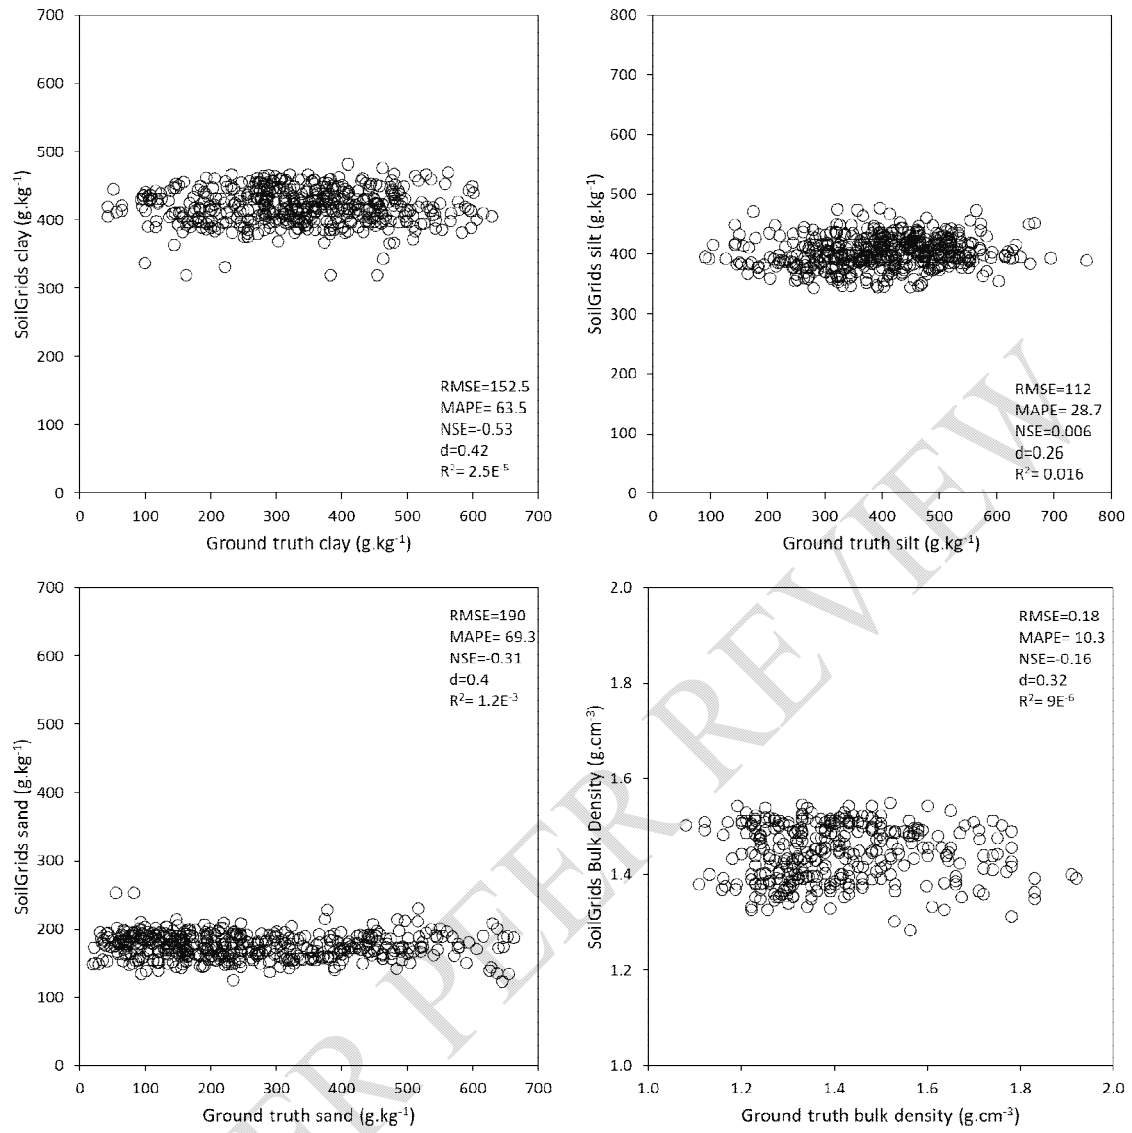 700
600
500
400
300
200
100
0
SoilGrids clay (g.kg-1)
RMSE=152.5
MAPE= 63.5
NSE=-0.53
d=0.42
R2= 2.5E-5
0 100 200 300 400 500 600 700
Ground truth clay (g.kg-1)
800
700
600
500
400
300
200
100
0
SoilGrids silt (g.kg-1)
RMSE=112
MAPE= 28.7
NSE=0.006
d=0.26
R2= 0.016
0 100 200 300 400 500 600 700 800
Ground truth silt (g.kg-1)
700
600
500
400
300
200
100
0
SoilGrids sand (g.kg-1)
RMSE=190
MAPE= 69.3
NSE=-0.31
d=0.4
R2= 1.2E-3
0 100 200 300 400 500 600 700
Ground truth sand (g.kg-1)
2.0
1.8
1.6
1.4
1.2
1.0
SoilGrids Bulk Density (g.cm-3)
RMSE=0.18
MAPE= 10.3
NSE=-0.16
d=0.32
R2= 9E-6
1.0 1.2 1.4 1.6 1.8 2.0
Ground truth bulk density (g.cm-3)
PEER REVIEW